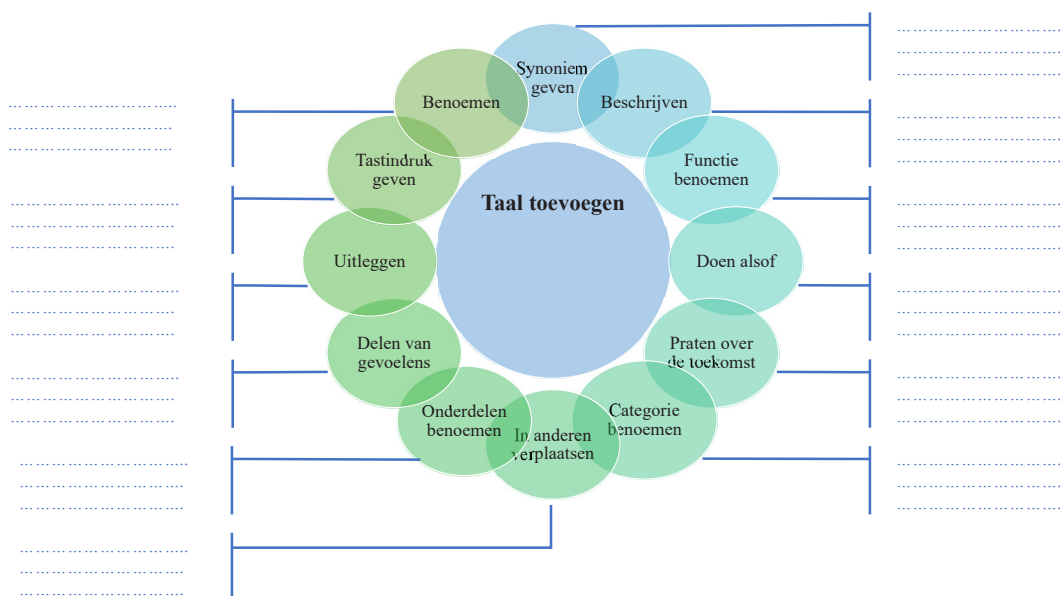 Synoniem
geven
Beschrijven
Functie
benoemen
Doen alsof
Praten over
de toekomst
Categorie
benoemen
In anderen
verplaatsen
Onderdelen
benoemen
Delen van
gevoelens
Uitleggen
Tastindruk
geven
Benoemen
Taal toevoegen